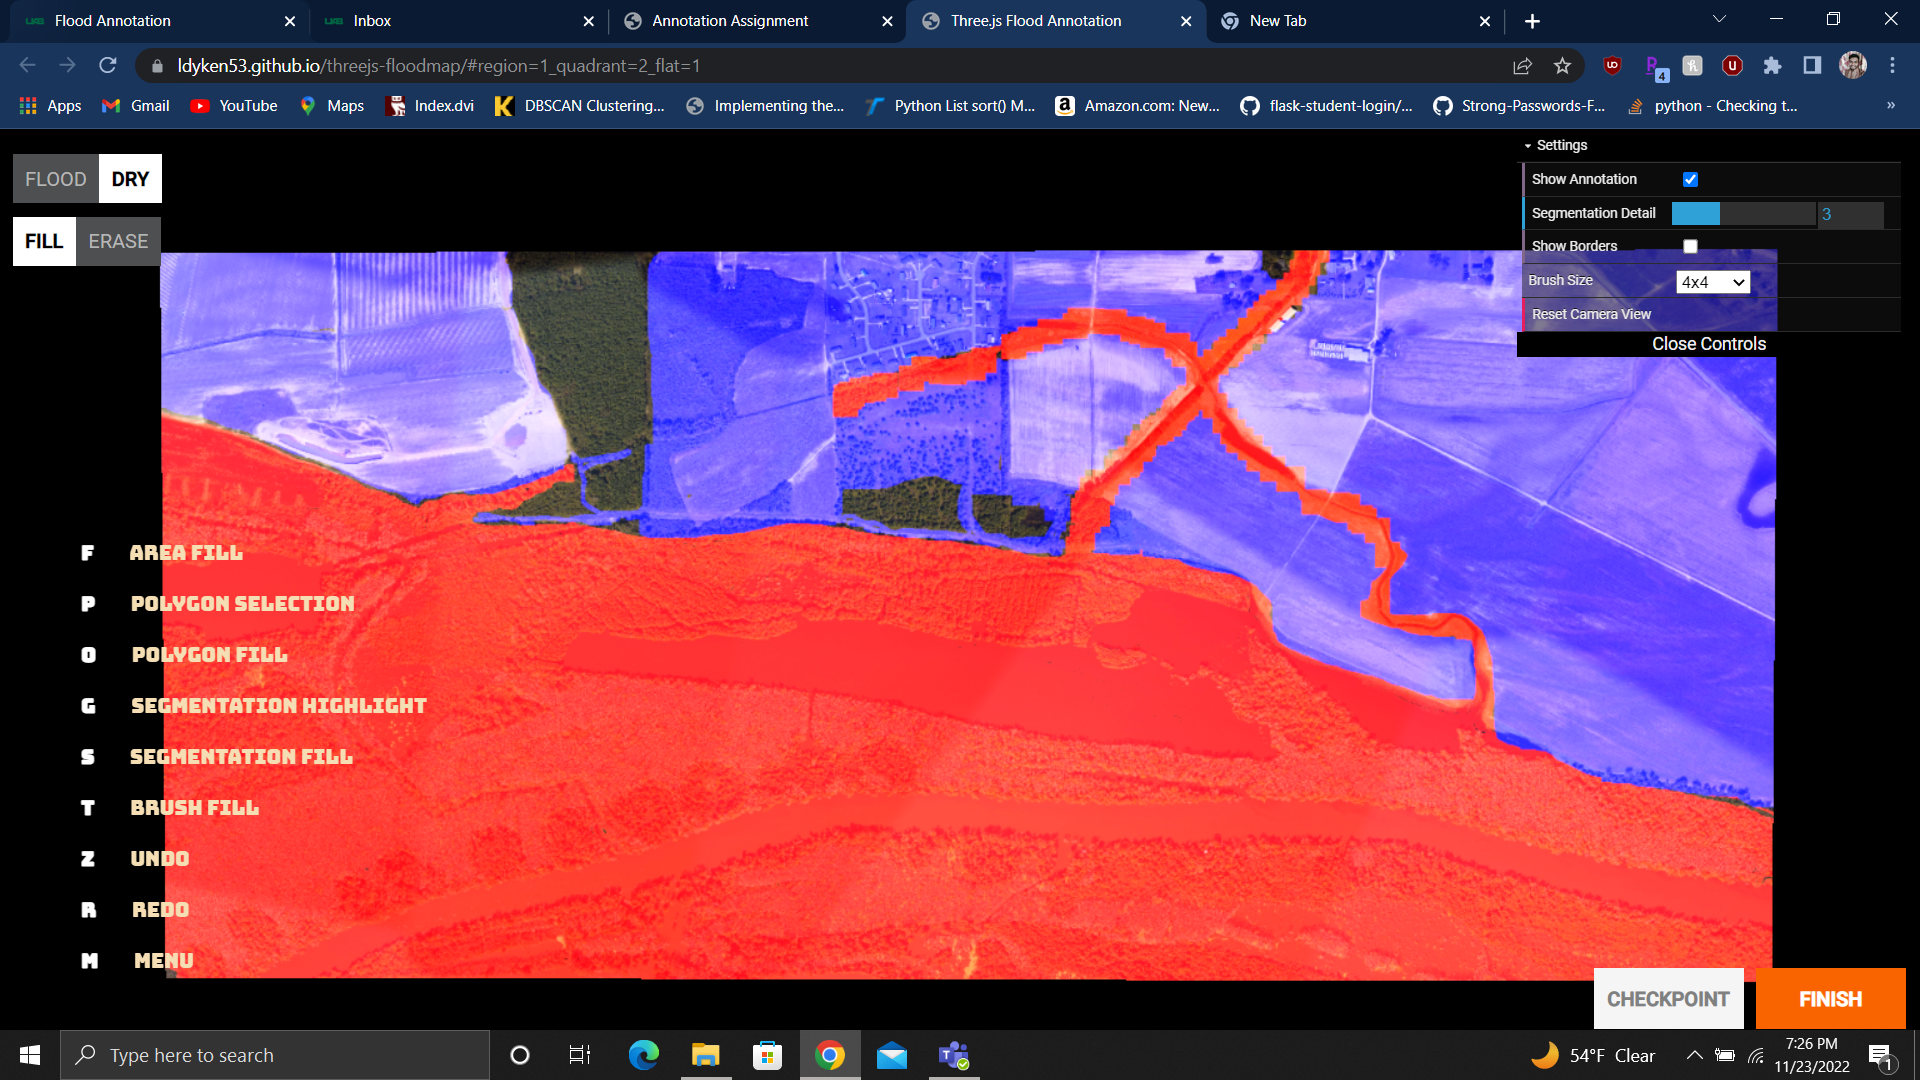 Flood Annotation
Inbox
Annotation Assignment
Three.js Flood Annotation
New Tab
ldyken53.github.io/threejs-floodmap/#region=1_quadrant=2_flat=1
4
Apps
Gmail
YouTube
Maps
Index.dvi
DBSCAN Clustering...
Implementing the...
Python List sort() M...
Amazon.com: New...
flask-student-login/...
Strong-Passwords-F...
python - Checking t...
»
FLOOD DRY
FILL ERASE
Settings
Show Annotation
Segmentation Detail 3
Show Borders
Brush Size 4x4
Reset Camera View
Close Controls
F AREA FILL
P POLYGON SELECTION
O POLYGON FILL
G SEGMENTATION HIGHLIGHT
S SEGMENTATION FILL
T BRUSH FILL
Z UNDO
R REDO
M MENU
CHECKPOINT FINISH
Type here to search
54°F Clear
7:26 PM
11/23/2022
1